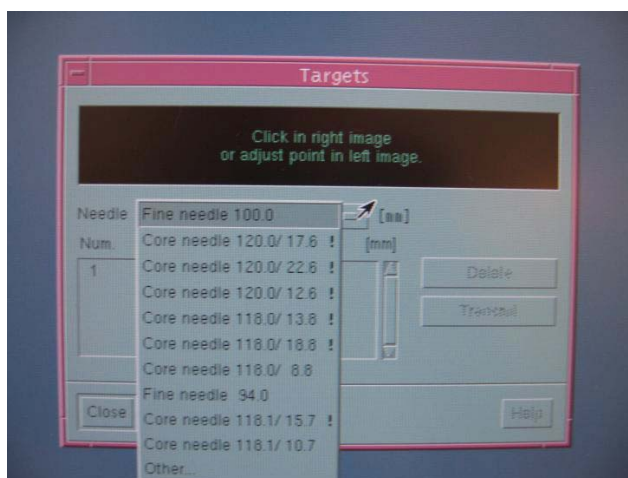 Targets
Click in right image
or adjust point in left image.
Needle Fine needle 100.0 [mm]
Num. Core needle 120.0/ 17.6 ! [mm]
1 Core needle 120.0/ 22.6 ! Delete
Core needle 120.0/ 12.6 !
Core needle 118.0/ 13.8 ! Transmit
Core needle 118.0/ 18.8 !
Core needle 118.0/ 8.8
Fine needle 94.0
Close Core needle 118.1/ 15.7 ! Help
Core needle 118.1/ 10.7
Other...